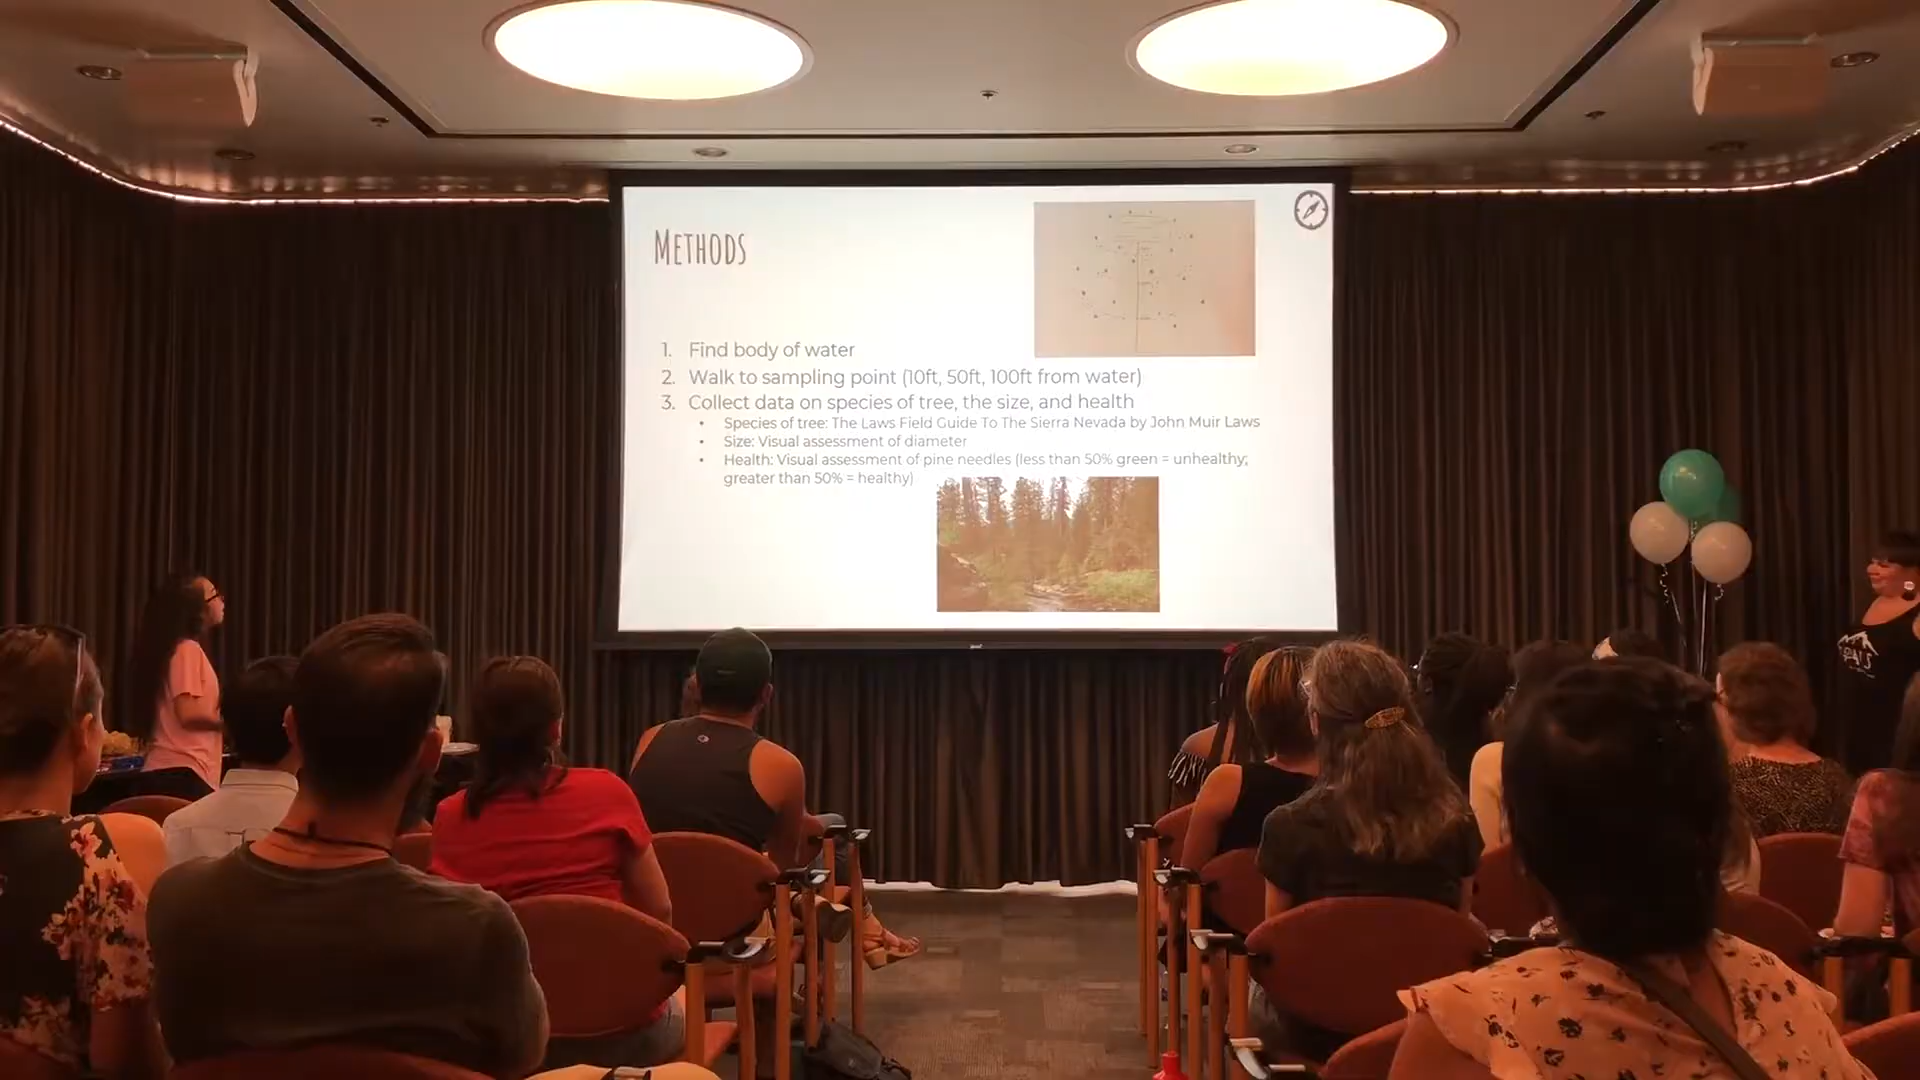 METHODS
1. Find body of water
2. Walk to sampling point (10ft, 50ft, 100ft from water)
3. Collect data on species of tree, the size, and health
• Species of tree: The Laws Field Guide To The Sierra Nevada by John Muir Laws
• Size: Visual assessment of diameter
• Health: Visual assessment of pine needles (less than 50% green = unhealthy;
greater than 50% = healthy)